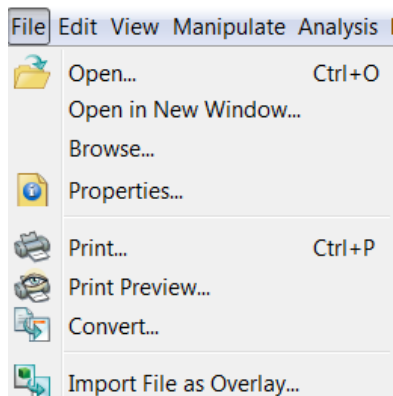 File Edit View Manipulate Analysis
Open... Ctrl+O
Open in New Window...
Browse...
Properties...
Print... Ctrl+P
Print Preview...
Convert...
Import File as Overlay...